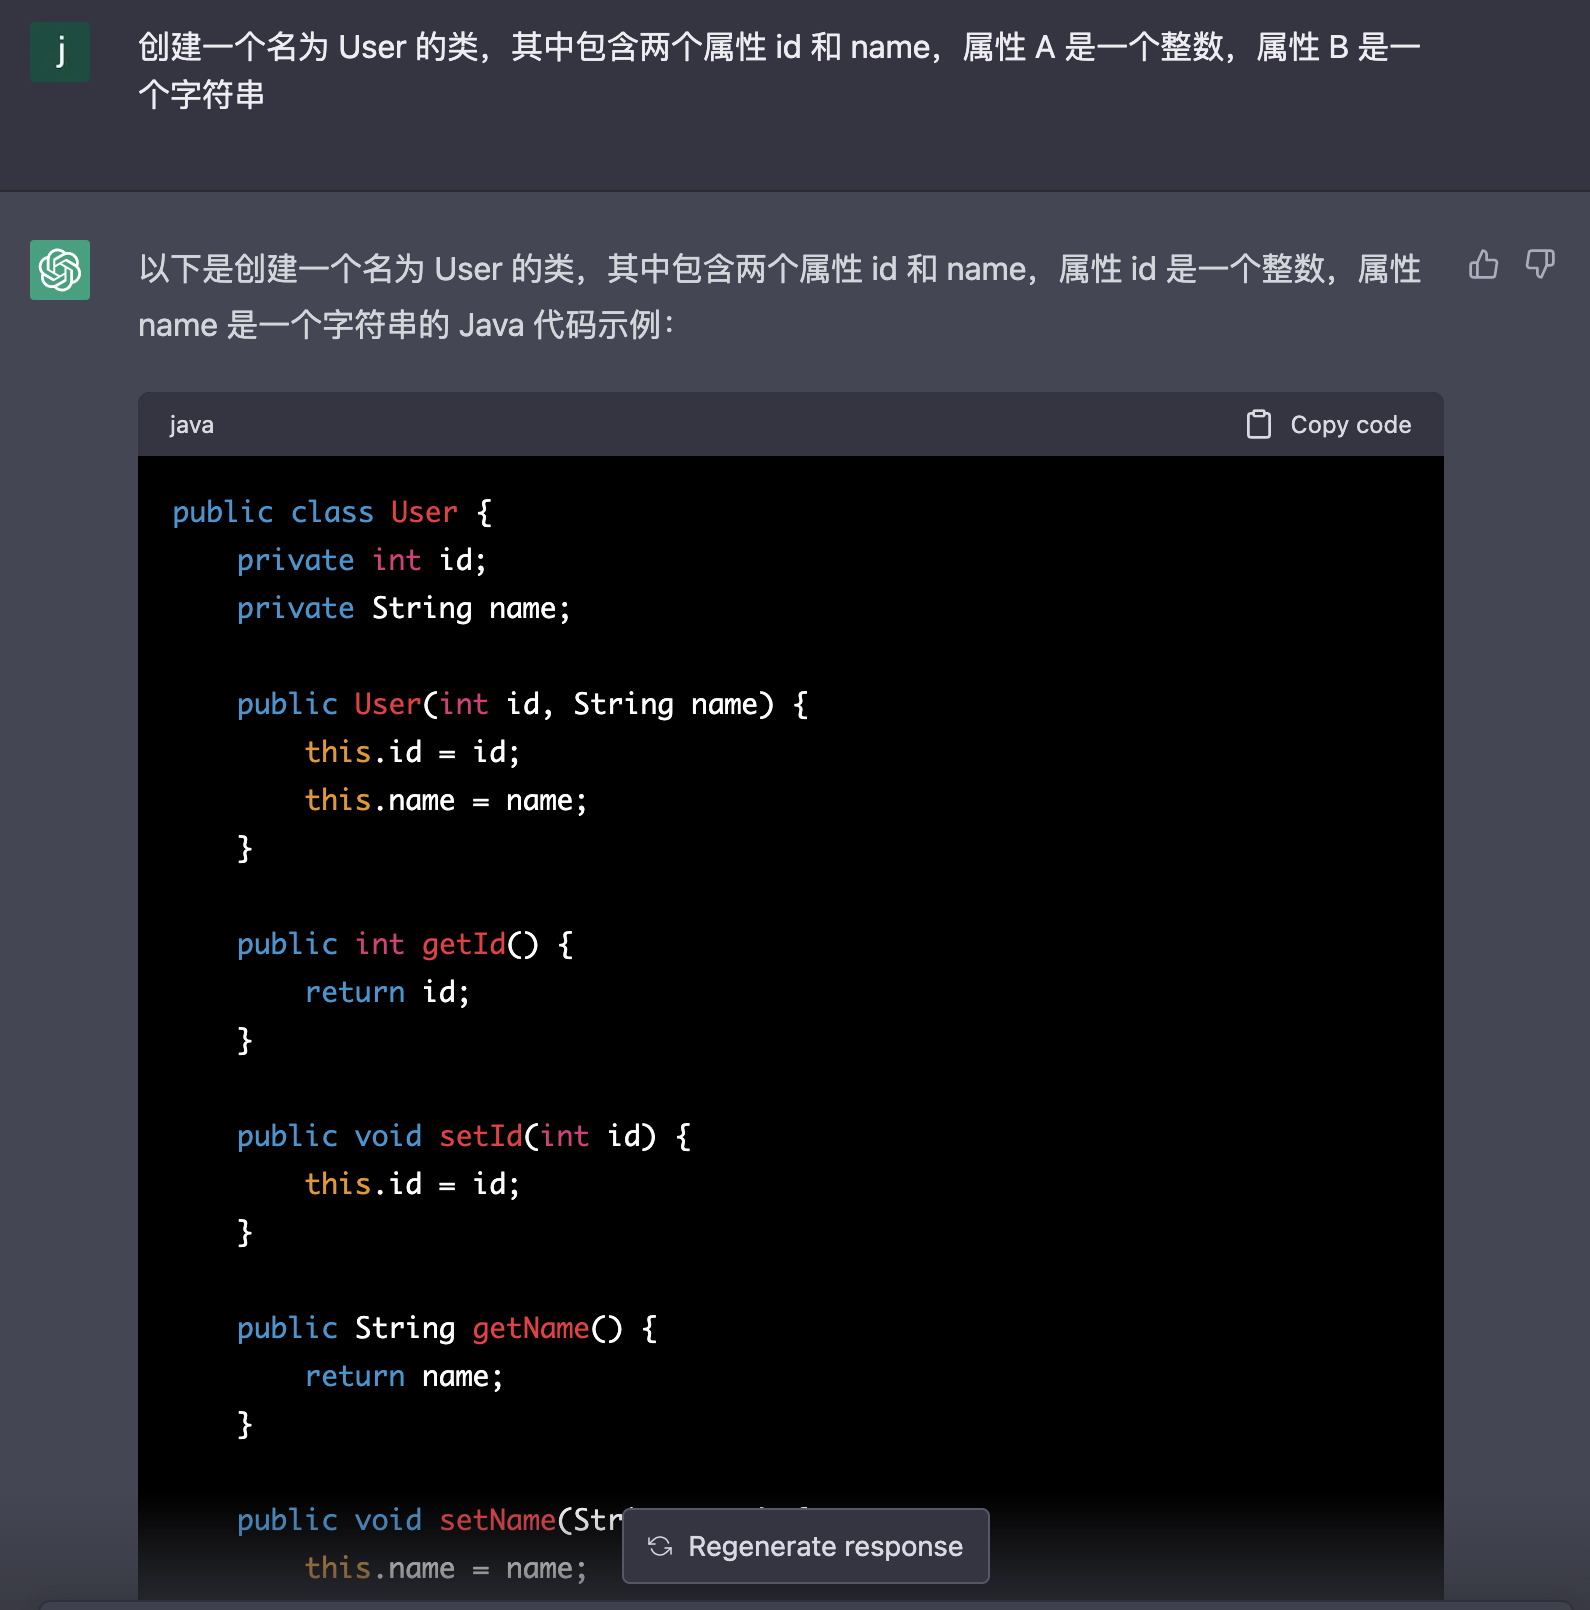 j
创建一个名为 User 的类，其中包含两个属性 id 和 name，属性 A 是一个整数，属性 B 是一
个字符串
以下是创建一个名为 User 的类，其中包含两个属性 id 和 name，属性 id 是一个整数，属性
name 是一个字符串的 Java 代码示例：
java
Copy code
public class User {
    private int id;
    private String name;

    public User(int id, String name) {
        this.id = id;
        this.name = name;
    }

    public int getId() {
        return id;
    }

    public void setId(int id) {
        this.id = id;
    }

    public String getName() {
        return name;
    }

    public void setName(Str
        this.name = name;
Regenerate response